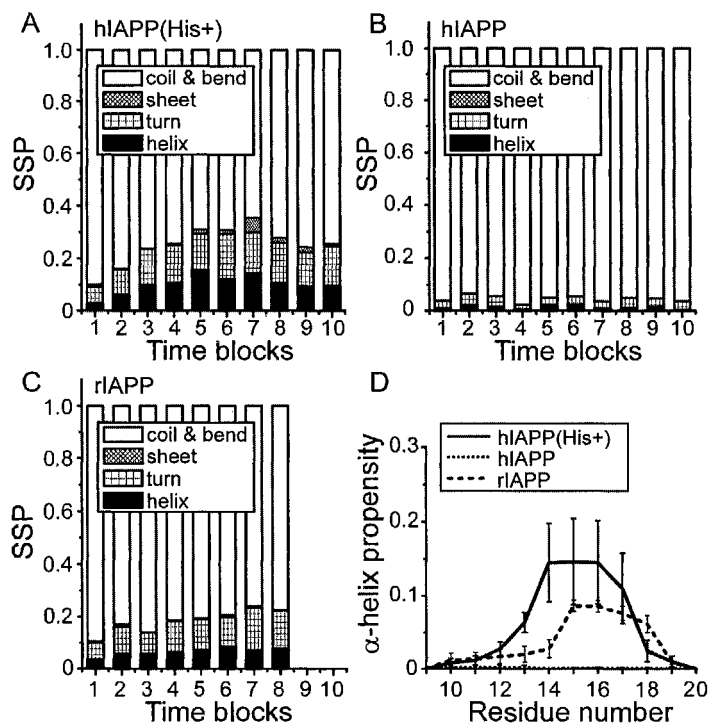 A
hIAPP(His+)
SSP
1.0
0.8
0.6
0.4
0.2
0
coil & bend
sheet
turn
helix
1 2 3 4 5 6 7 8 9 10
Time blocks
B
hIAPP
SSP
1.0
0.8
0.6
0.4
0.2
0
coil & bend
sheet
turn
helix
1 2 3 4 5 6 7 8 9 10
Time blocks
C
rIAPP
SSP
1.0
0.8
0.6
0.4
0.2
0
coil & bend
sheet
turn
helix
1 2 3 4 5 6 7 8 9 10
Time blocks
D
hIAPP(His+)
hIAPP
rIAPP
α-helix propensity
0.3
0.2
0.1
0
10 12 14 16 18 20
Residue number